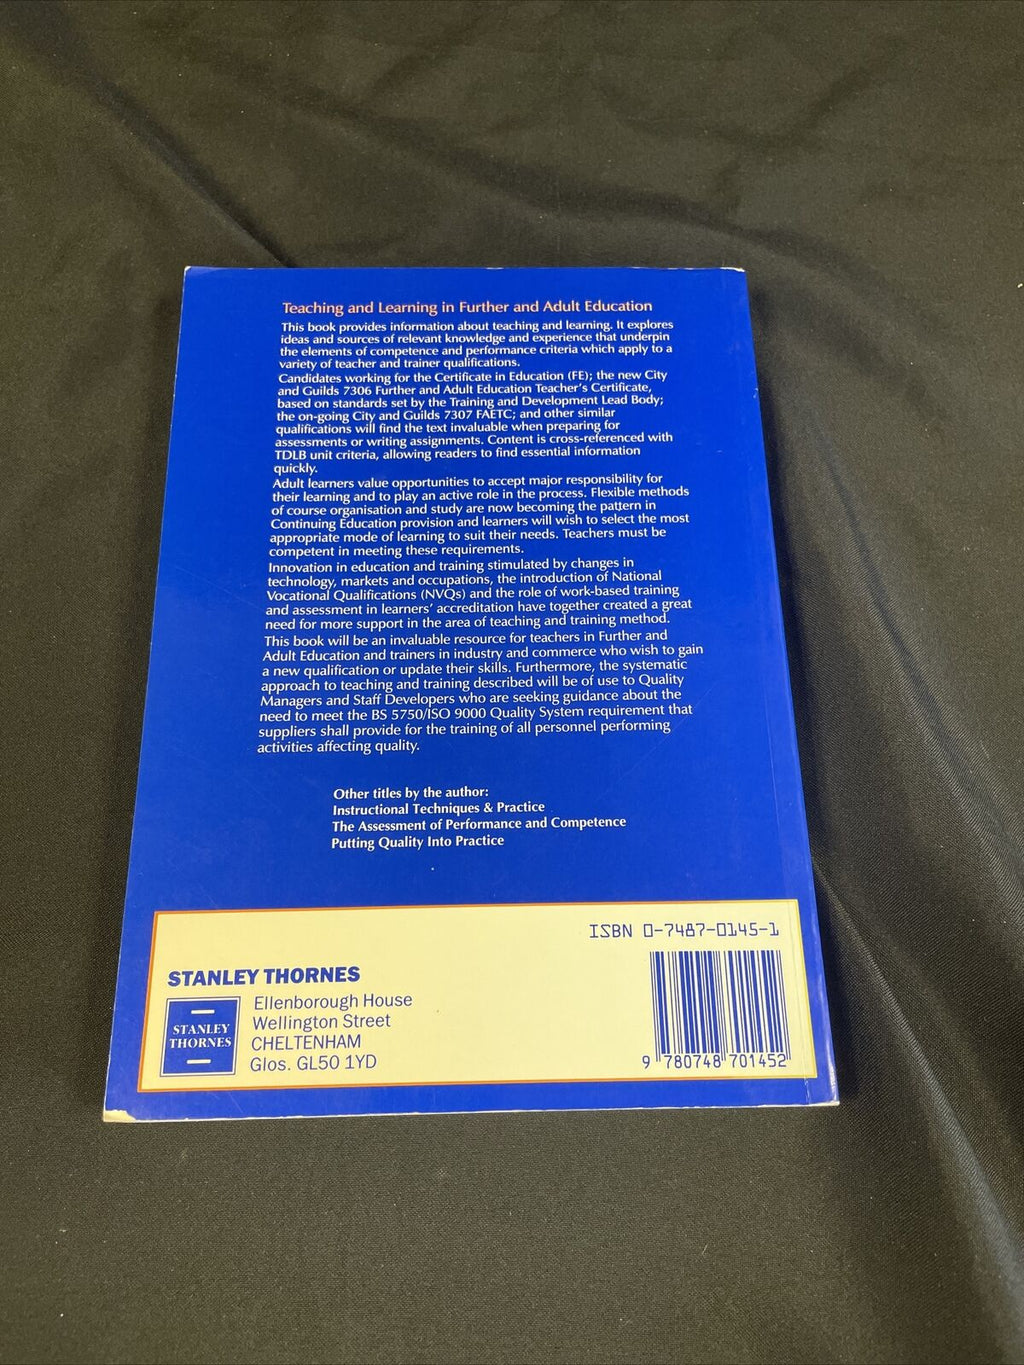 Teaching and Learning in Further and Adult Education
This book provides information about teaching and learning. It explores
ideas and sources of relevant knowledge and experience that underpin
the elements of competence and performance criteria which apply to a
variety of teacher and trainer qualifications.
Candidates working for the Certificate in Education (FE); the new City
and Guilds 7306 Further and Adult Education Teacher's Certificate,
based on standards set by the Training and Development Lead Body;
the on-going City and Guilds 7307 FAETC; and other similar
qualifications will find the text invaluable when preparing for
assessments or writing assignments. Content is cross-referenced with
TDLB unit criteria, allowing readers to find essential information
quickly.
Adult learners value opportunities to accept major responsibility for
their learning and to play an active role in the process. Flexible methods
of course organisation and study are now becoming the pattern in
Continuing Education provision and learners will wish to select the most
appropriate mode of learning to suit their needs. Teachers must be
competent in meeting these requirements.
Innovation in education and training stimulated by changes in
technology, markets and occupations, the introduction of National
Vocational Qualifications (NVQs) and the role of work-based training
and assessment in learners' accreditation have together created a great
need for more support in the area of teaching and training method.
This book will be an invaluable resource for teachers in Further and
Adult Education and trainers in industry and commerce who wish to gain
a new qualification or update their skills. Furthermore, the systematic
approach to teaching and training described will be of use to Quality
Managers and Staff Developers who are seeking guidance about the
need to meet the BS 5750/ISO 9000 Quality System requirement that
suppliers shall provide for the training of all personnel performing
activities affecting quality.
Other titles by the author:
Instructional Techniques & Practice
The Assessment of Performance and Competence
Putting Quality Into Practice
ISBN 0-7487-0145-1
STANLEY THORNES
STANLEY
THORNES
Ellenborough House
Wellington Street
CHELTENHAM
Glos. GL50 1YD
9 780748 701452